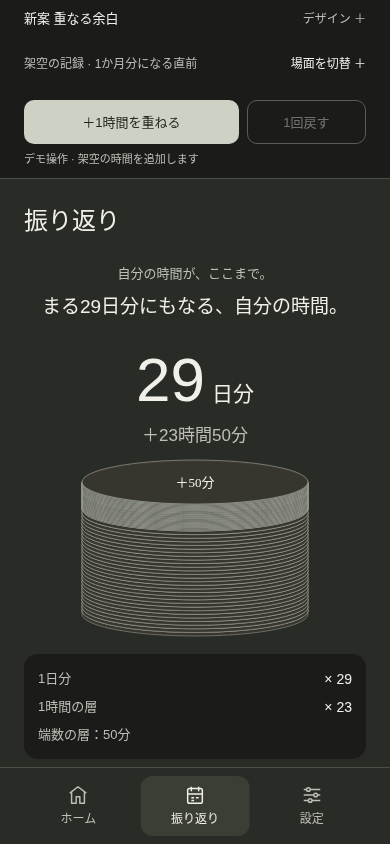 新案 重なる余白
デザイン ＋
架空の記録 · 1か月分になる直前
場面を切替 ＋
＋1時間を重ねる
1回戻す
デモ操作 · 架空の時間を追加します
振り返り
自分の時間が、ここまで。
まる29日分にもなる、自分の時間。
29 日分
＋23時間50分
＋50分
1日分 × 29
1時間の層 × 23
端数の層：50分
ホーム
振り返り
設定